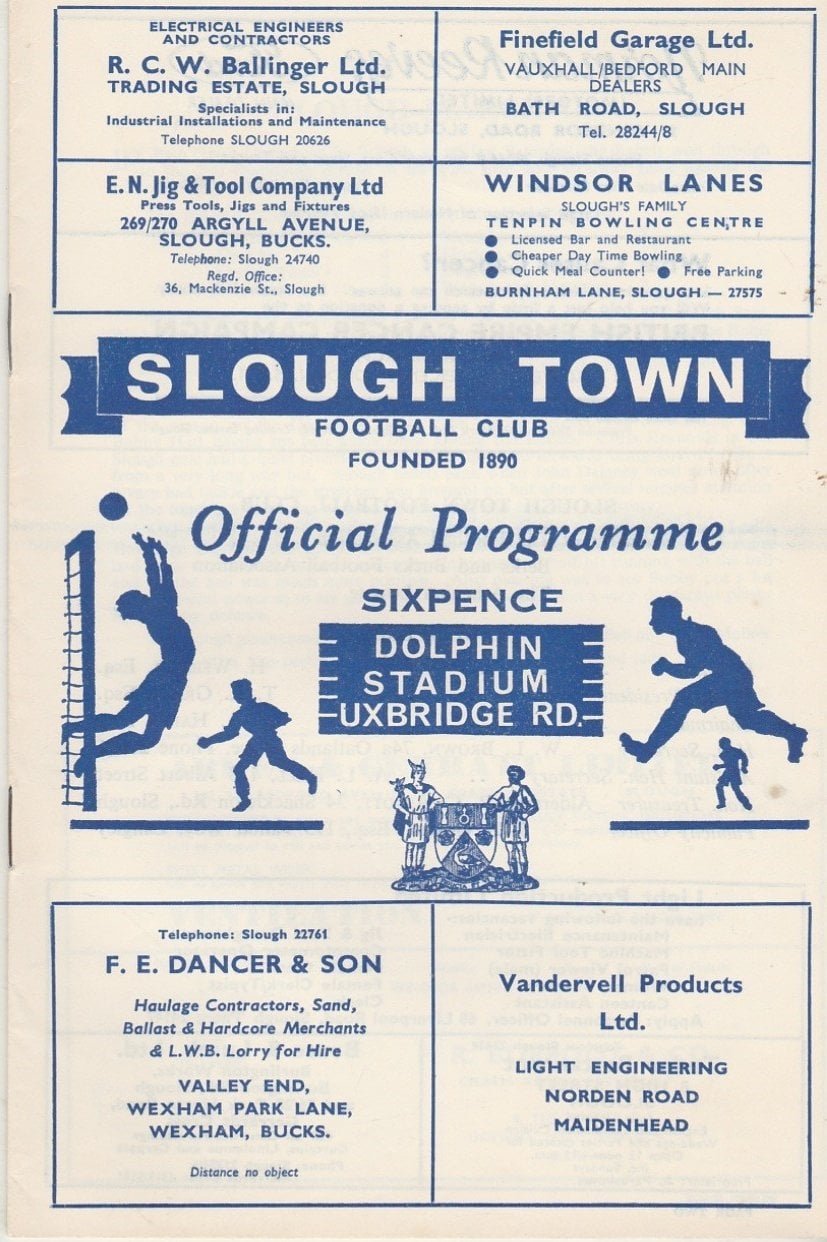 ELECTRICAL ENGINEERS
AND CONTRACTORS
R. C. W. Ballinger Ltd.
TRADING ESTATE, SLOUGH
Specialists in:
Industrial Installations and Maintenance
Telephone SLOUGH 20626
Finefield Garage Ltd.
VAUXHALL/BEDFORD MAIN
DEALERS
BATH ROAD, SLOUGH
Tel. 28244/8
E.N. Jig & Tool Company Ltd
Press Tools, Jigs and Fixtures
269/270 ARGYLL AVENUE,
SLOUGH, BUCKS.
Telephone: Slough 24740
Regd. Office:
36, Mackenzie St., Slough
WINDSOR LANES
SLOUGH'S FAMILY
TENPIN BOWLING CENTRE
● Licensed Bar and Restaurant
● Cheaper Day Time Bowling
● Quick Meal Counter! ● Free Parking
BURNHAM LANE, SLOUGH — 27575
SLOUGH TOWN
FOOTBALL CLUB
FOUNDED 1890
Official Programme
SIXPENCE
DOLPHIN
STADIUM
UXBRIDGE RD.
Telephone: Slough 22761
F. E. DANCER & SON
Haulage Contractors, Sand,
Ballast & Hardcore Merchants
& L.W.B. Lorry for Hire
VALLEY END,
WEXHAM PARK LANE,
WEXHAM, BUCKS.
Distance no object
Vandervell Products
Ltd.
LIGHT ENGINEERING
NORDEN ROAD
MAIDENHEAD